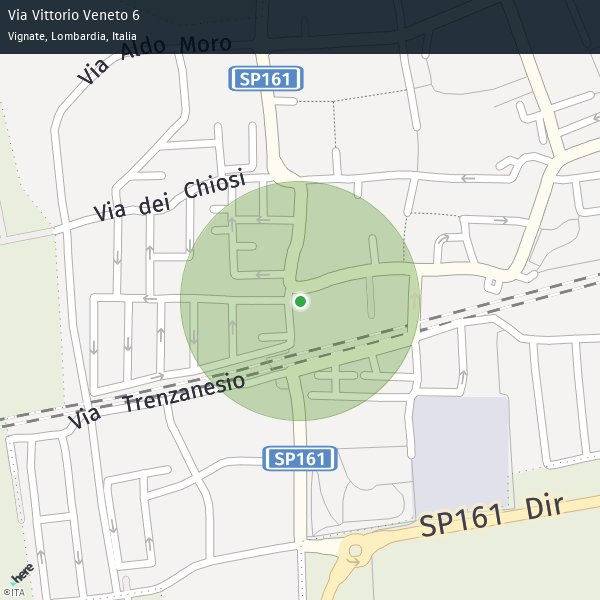 Via Vittorio Veneto 6
Vignate, Lombardia, Italia
Via Aldo Moro
SP161
Via dei Chiosi
Via Trenzanesio
SP161
SP161 Dir
here
©ITA